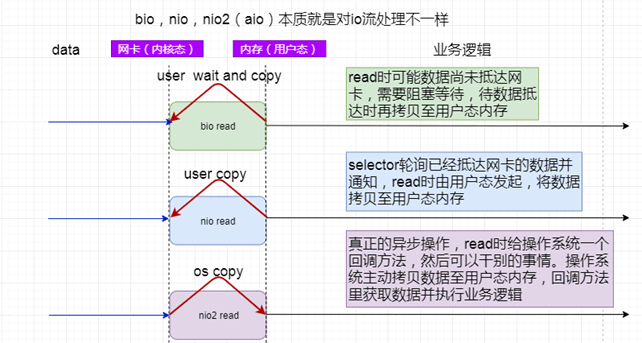 bio，nio，nio2（aio）本质就是对io流处理不一样
data
网卡（内核态）
内存（用户态）
业务逻辑
user wait and copy
bio read
read时可能数据尚未抵达网
卡，需要阻塞等待，待数据抵
达时再拷贝至用户态内存
user copy
nio read
selector轮询已经抵达网卡的数据并
通知，read时由用户态发起，将数据
拷贝至用户态内存
os copy
nio2 read
真正的异步操作，read时给操作系统一个
回调方法，然后可以干别的事情。操作系
统主动拷贝数据至用户态内存，回调方法
里获取数据并执行业务逻辑